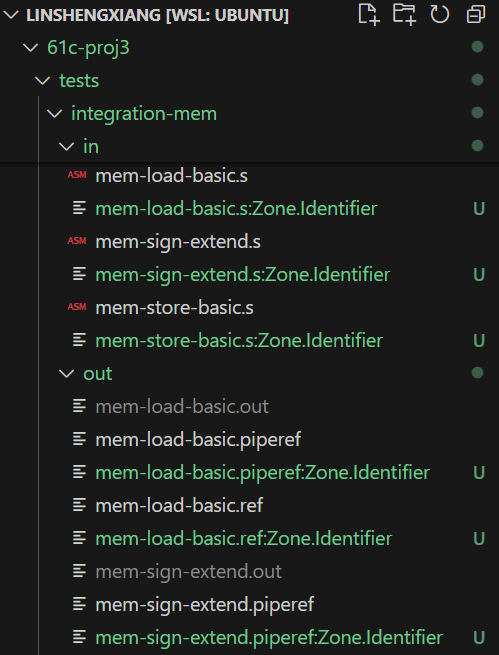 LINSHENGXIANG [WSL: UBUNTU]
61c-proj3
tests
integration-mem
in
ASM mem-load-basic.s
mem-load-basic.s:Zone.Identifier U
ASM mem-sign-extend.s
mem-sign-extend.s:Zone.Identifier U
ASM mem-store-basic.s
mem-store-basic.s:Zone.Identifier U
out
mem-load-basic.out
mem-load-basic.piperef
mem-load-basic.piperef:Zone.Identifier U
mem-load-basic.ref
mem-load-basic.ref:Zone.Identifier U
mem-sign-extend.out
mem-sign-extend.piperef
mem-sign-extend.piperef:Zone.Identifier U